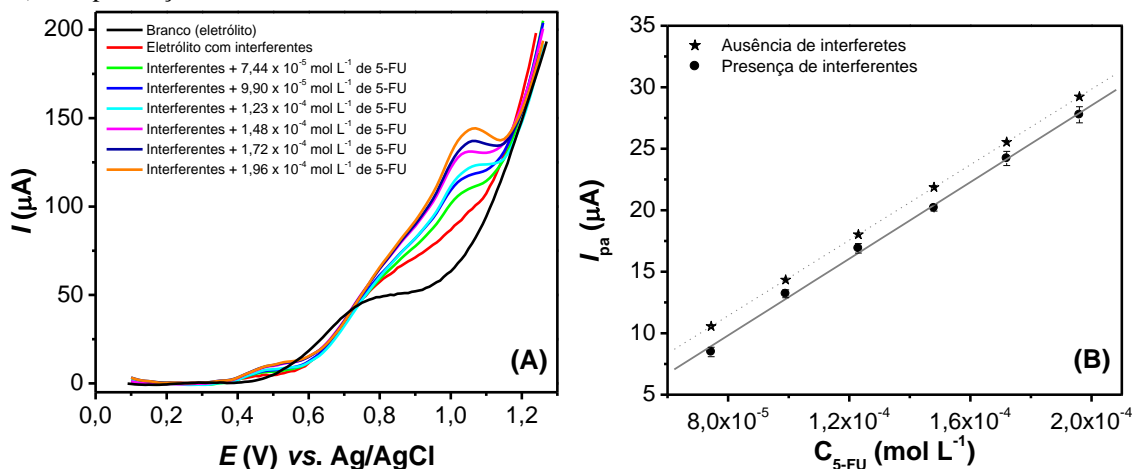 200
150
100
50
0
I (µA)
Branco (eletrólito)
Eletrólito com interferentes
Interferentes + 7,44 x 10⁻⁵ mol L⁻¹ de 5-FU
Interferentes + 9,90 x 10⁻⁵ mol L⁻¹ de 5-FU
Interferentes + 1,23 x 10⁻⁴ mol L⁻¹ de 5-FU
Interferentes + 1,48 x 10⁻⁴ mol L⁻¹ de 5-FU
Interferentes + 1,72 x 10⁻⁴ mol L⁻¹ de 5-FU
Interferentes + 1,96 x 10⁻⁴ mol L⁻¹ de 5-FU
(A)
0,0 0,2 0,4 0,6 0,8 1,0 1,2
E (V) vs. Ag/AgCl
35
30
25
20
15
10
5
Iₚₐ (µA)
Ausência de interferetes
Presença de interferentes
(B)
8,0x10⁻⁵ 1,2x10⁻⁴ 1,6x10⁻⁴ 2,0x10⁻⁴
C₅₋FU (mol L⁻¹)